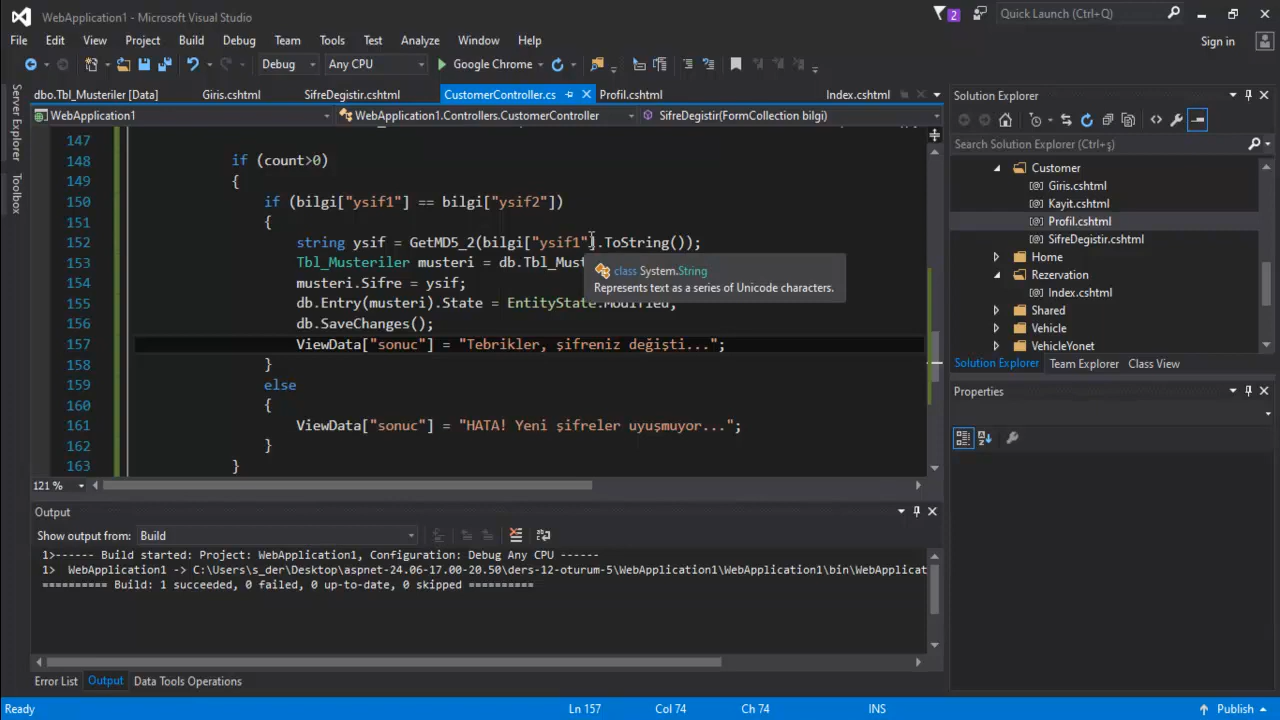 WebApplication1 - Microsoft Visual Studio
2
Quick Launch (Ctrl+Q)
File Edit View Project Build Debug Team Tools Test Analyze Window Help
Sign in
Debug Any CPU Google Chrome
dbo.Tbl_Musteriler [Data] Giris.cshtml SifreDegistir.cshtml CustomerController.cs Profil.cshtml Index.cshtml
WebApplication1 WebApplication1.Controllers.CustomerController SifreDegistir(FormCollection bilgi)
147
148 if (count>0)
149 {
150 if (bilgi["ysif1"] == bilgi["ysif2"])
151 {
152 string ysif = GetMD5_2(bilgi["ysif1"].ToString());
153 Tbl_Musteriler musteri = db.Tbl_Must
154 musteri.Sifre = ysif;
155 db.Entry(musteri).State = EntityState.Modified;
156 db.SaveChanges();
157 ViewData["sonuc"] = "Tebrikler, şifreniz değişti...";
158 }
159 else
160 {
161 ViewData["sonuc"] = "HATA! Yeni şifreler uyuşmuyor...";
162 }
163 }
class System.String
Represents text as a series of Unicode characters.
121 %
Output
Show output from: Build
1>------ Build started: Project: WebApplication1, Configuration: Debug Any CPU ------
1> WebApplication1 -> C:\Users\s_der\Desktop\aspnet-24.06-17.00-20.50\ders-12-oturum-5\WebApplication1\WebApplication1\bin\WebApplicat
========== Build: 1 succeeded, 0 failed, 0 up-to-date, 0 skipped ==========
Error List Output Data Tools Operations
Server Explorer
Toolbox
Solution Explorer
Search Solution Explorer (Ctrl+ş)
Customer
Giris.cshtml
Kayit.cshtml
Profil.cshtml
SifreDegistir.cshtml
Home
Rezervation
Index.cshtml
Shared
Vehicle
VehicleYonet
Solution Explorer Team Explorer Class View
Properties
Ready Ln 157 Col 74 Ch 74 INS Publish